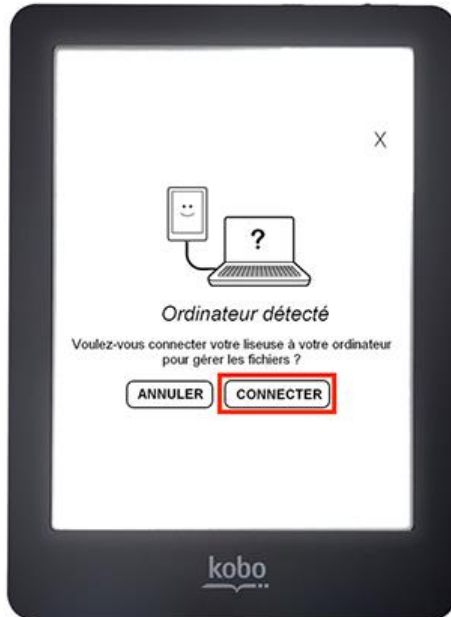 X
?
Ordinateur détecté
Voulez-vous connecter votre liseuse à votre ordinateur
pour gérer les fichiers ?
ANNULER CONNECTER
kobo